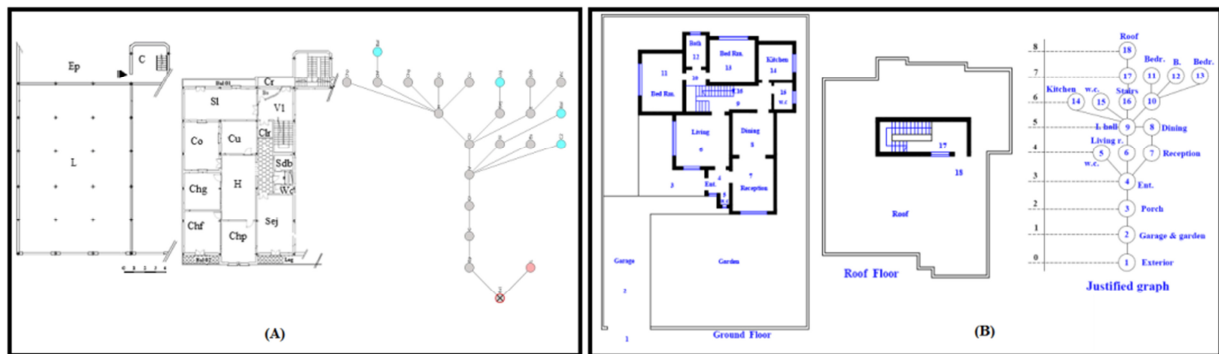 Ep
C
Cr
Sl
Vl
Co
Cu
Clr
L
Sdb
Wc
Chg
H
Chf
Chp
Sej
(A)
Bath
12
Bed Rm.
13
Kitchen
14
11
Bed Rm.
10
16
9
Living
6
Dining
8
3
4
Ent.
7
Reception
Garage
Garden
2
1
Ground Floor
17
18
Roof
Roof Floor
Roof
8
18
Bedr.
B.
Bedr.
7
17
11
12
13
Kitchen
w.c.
Stairs
6
14
15
16
10
L hall
5
9
8
Dining
Living r.
4
5
6
7
Reception
w.c.
3
4
Ent.
2
3
Porch
1
2
Garage & garden
0
1
Exterior
Justified graph
(B)